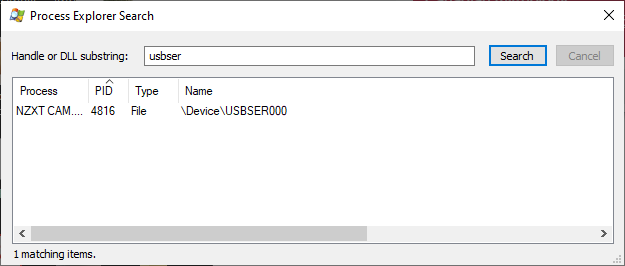 Process Explorer Search
Handle or DLL substring: usbser Search Cancel
Process PID Type Name
NZXT CAM.... 4816 File \Device\USBSER000
1 matching items.